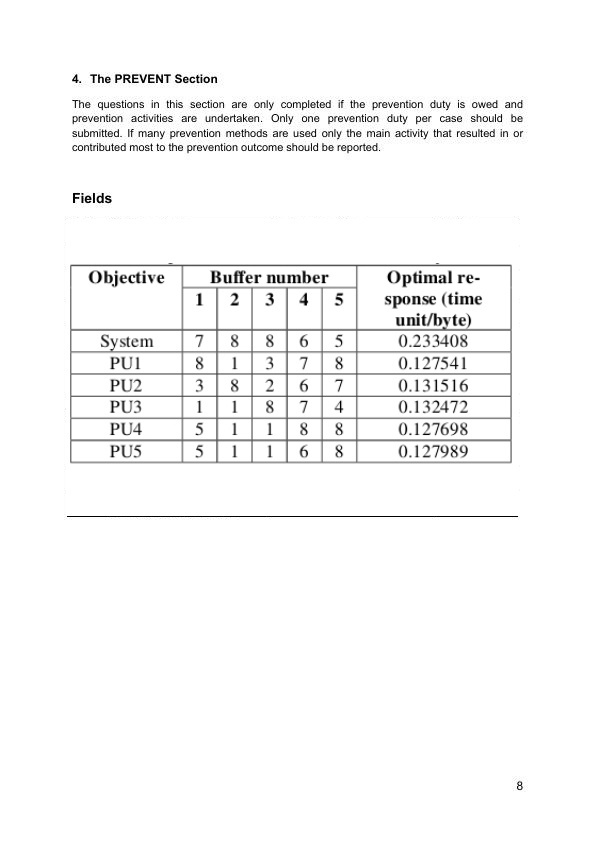 4. The PREVENT Section
The questions in this section are only completed if the prevention duty is owed and
prevention activities are undertaken. Only one prevention duty per case should be
submitted. If many prevention methods are used only the main activity that resulted in or
contributed most to the prevention outcome should be reported.
Fields
Objective Buffer number Optimal re-
1 2 3 4 5 sponse (time
unit/byte)
System 7 8 8 6 5 0.233408
PU1 8 1 3 7 8 0.127541
PU2 3 8 2 6 7 0.131516
PU3 1 1 8 7 4 0.132472
PU4 5 1 1 8 8 0.127698
PU5 5 1 1 6 8 0.127989
8